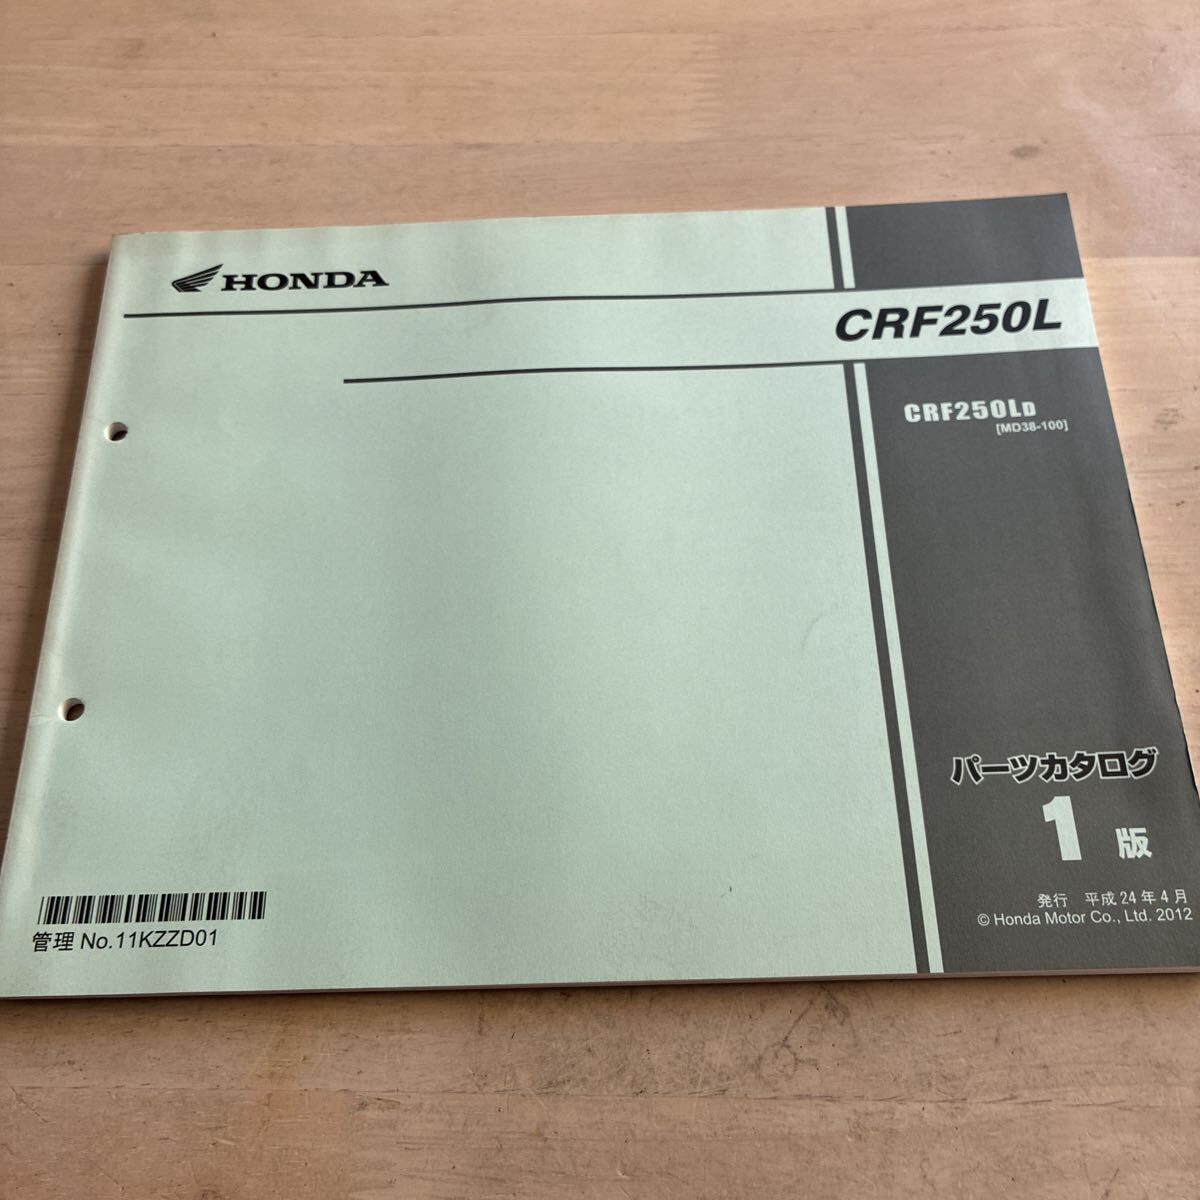 HONDA
CRF250L
CRF250LD
[MD38-100]
パーツカタログ
1 版
発行 平成24年4月
© Honda Motor Co., Ltd. 2012
管理 No.11KZZD01